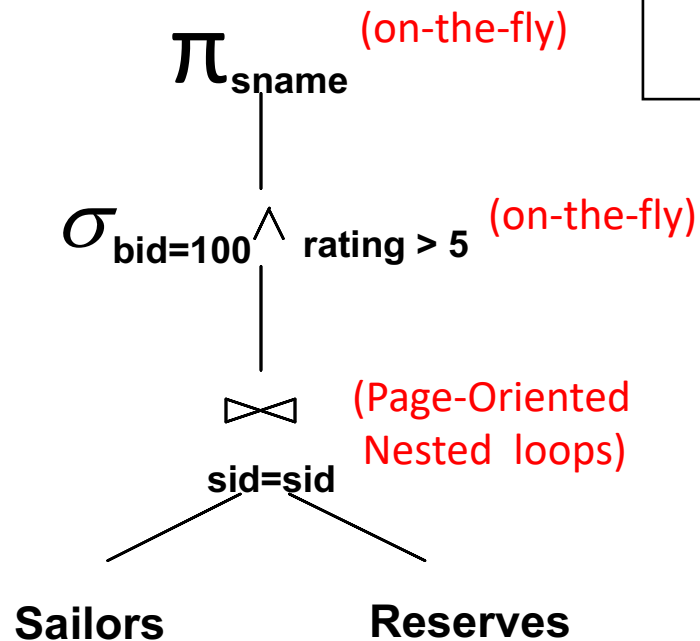 π sname (on-the-fly)
σ bid=100 ∧ rating > 5 (on-the-fly)
⋈ (Page-Oriented
Nested loops)
sid=sid
Sailors Reserves